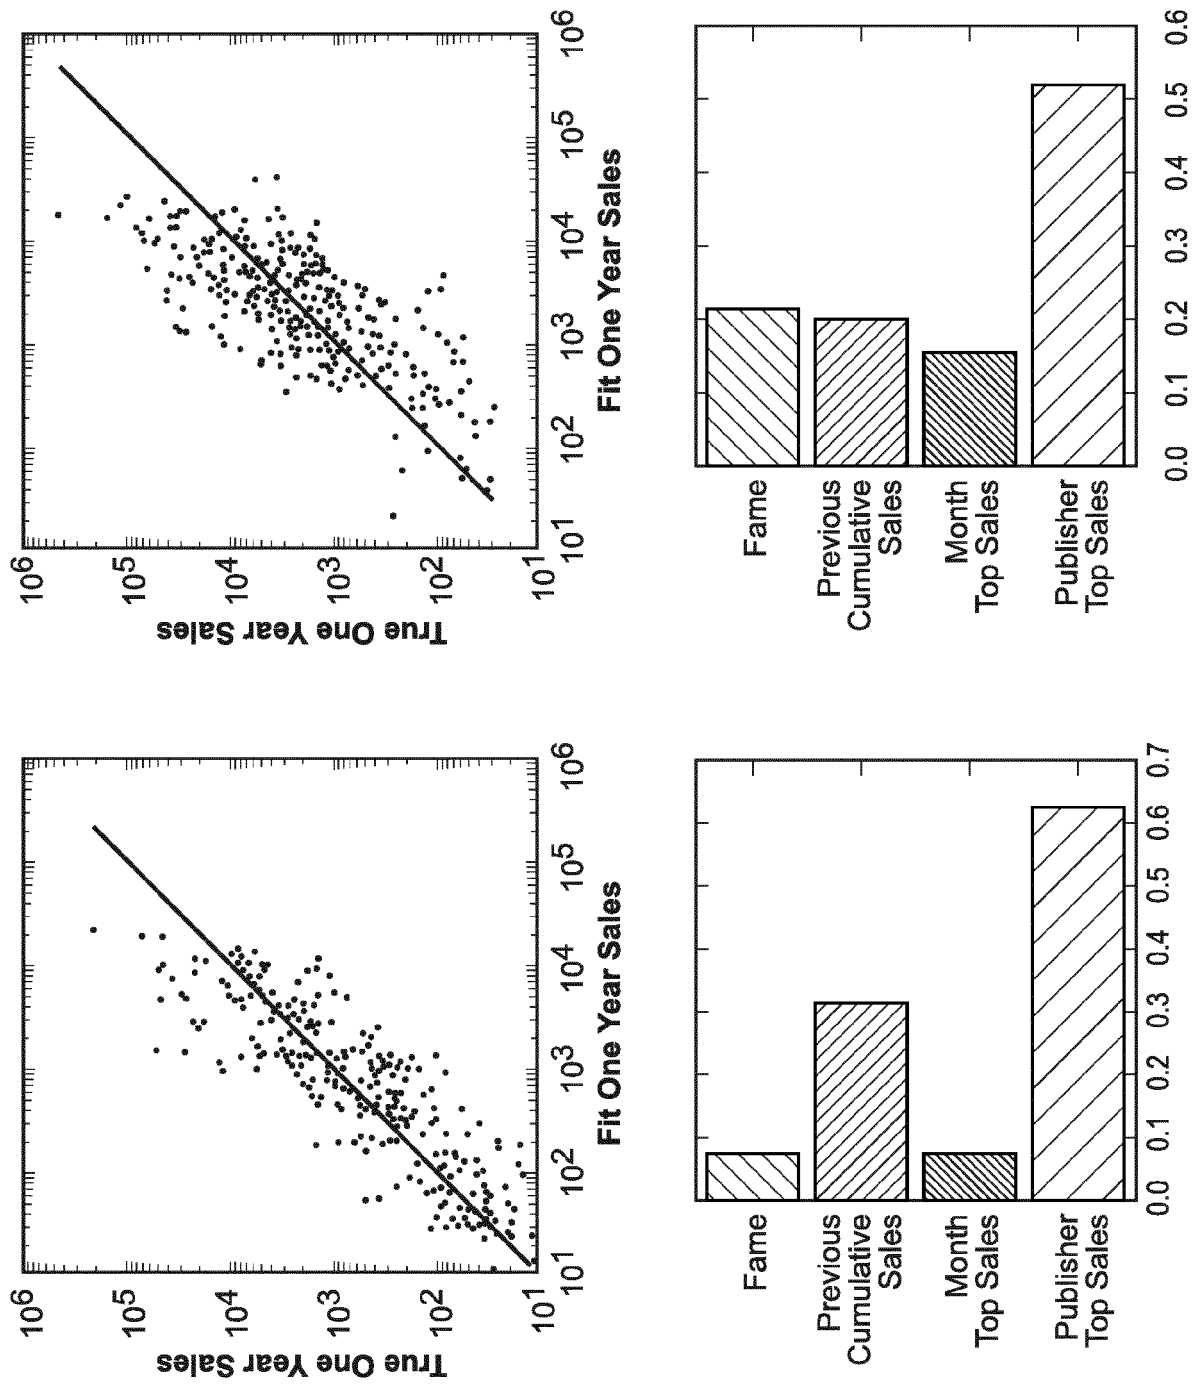 True One Year Sales
10⁶
10⁵
10⁴
10³
10²
10¹
10¹ 10² 10³ 10⁴ 10⁵ 10⁶
Fit One Year Sales
True One Year Sales
10⁶
10⁵
10⁴
10³
10²
10¹
10¹ 10² 10³ 10⁴ 10⁵ 10⁶
Fit One Year Sales
Fame
Previous
Cumulative
Sales
Month
Top Sales
Publisher
Top Sales
0.0 0.1 0.2 0.3 0.4 0.5 0.6 0.7
Fame
Previous
Cumulative
Sales
Month
Top Sales
Publisher
Top Sales
0.0 0.1 0.2 0.3 0.4 0.5 0.6